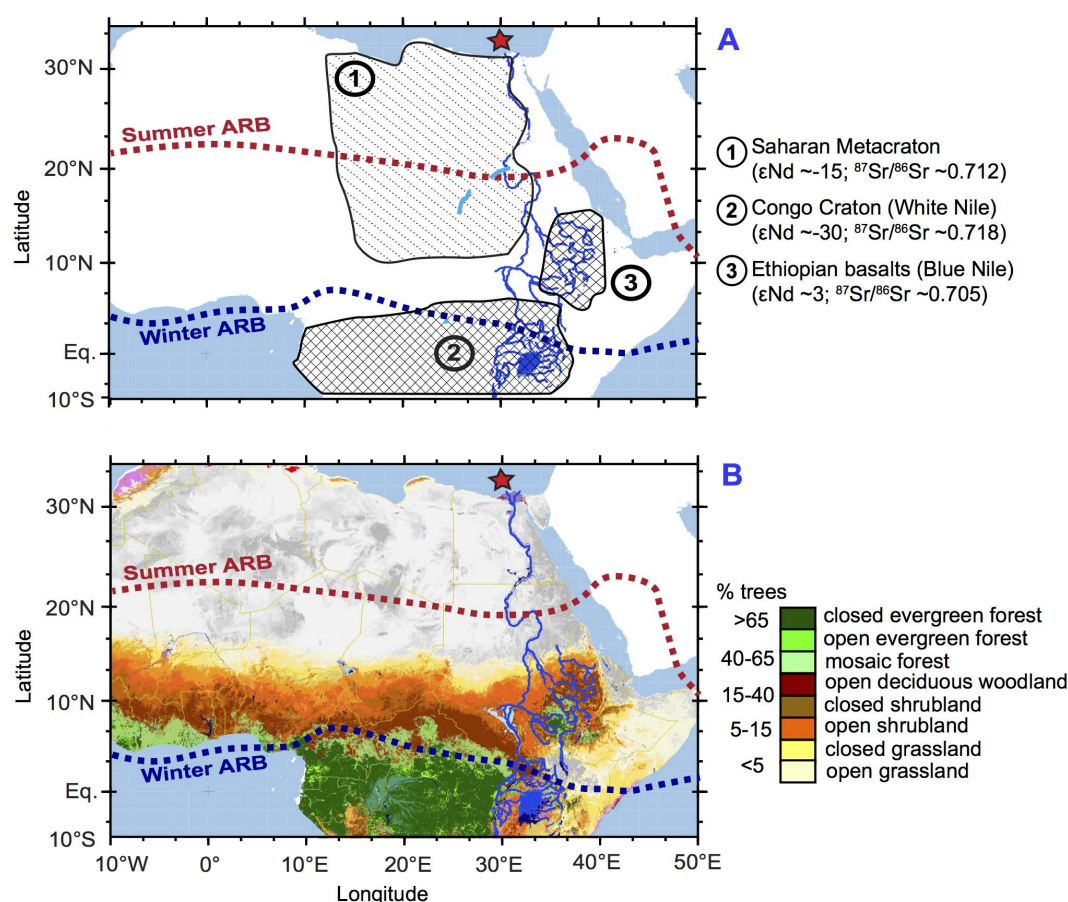 A
30°N
20°N
10°N
Eq.
10°S
Latitude
Summer ARB
Winter ARB
1
2
3
1 Saharan Metacraton
(εNd ~-15; ⁸⁷Sr/⁸⁶Sr ~0.712)
2 Congo Craton (White Nile)
(εNd ~-30; ⁸⁷Sr/⁸⁶Sr ~0.718)
3 Ethiopian basalts (Blue Nile)
(εNd ~3; ⁸⁷Sr/⁸⁶Sr ~0.705)
B
30°N
20°N
10°N
Eq.
10°S
Latitude
Summer ARB
Winter ARB
10°W 0° 10°E 20°E 30°E 40°E 50°E
Longitude
% trees
>65
40-65
15-40
5-15
<5
closed evergreen forest
open evergreen forest
mosaic forest
open deciduous woodland
closed shrubland
open shrubland
closed grassland
open grassland